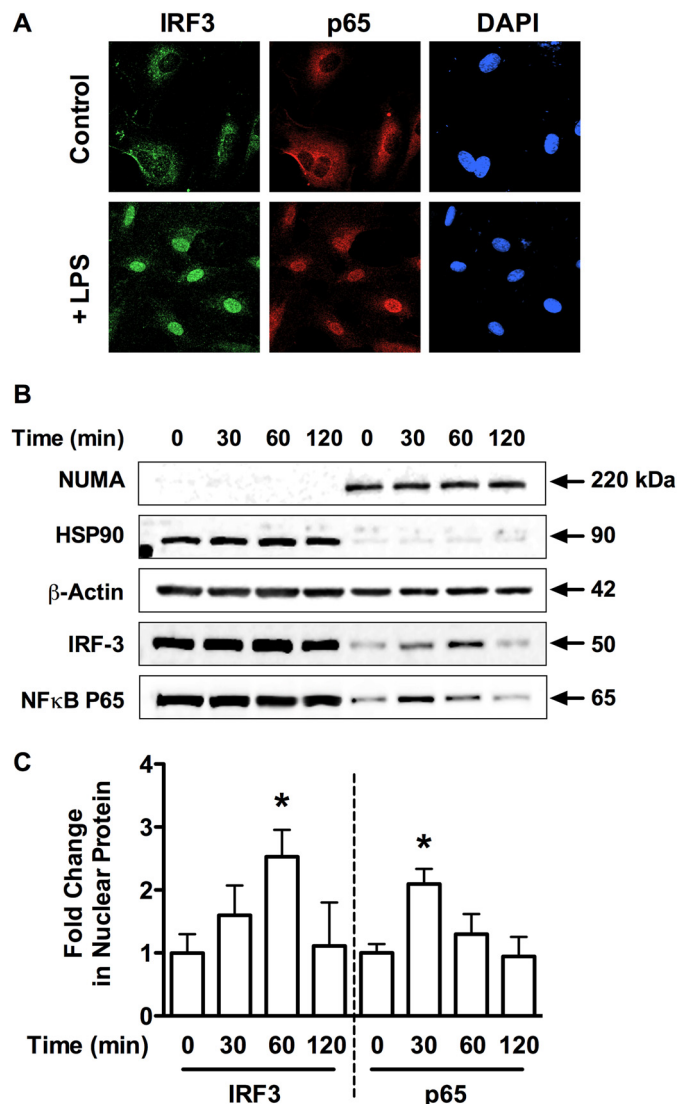 A
IRF3 p65 DAPI
Control
+ LPS
B
Time (min) 0 30 60 120 0 30 60 120
NUMA 220 kDa
HSP90 90
β-Actin 42
IRF-3 50
NFκB P65 65
C
Fold Change
in Nuclear Protein
4
3
2
1
0
* *
Time (min) 0 30 60 120 0 30 60 120
IRF3 p65